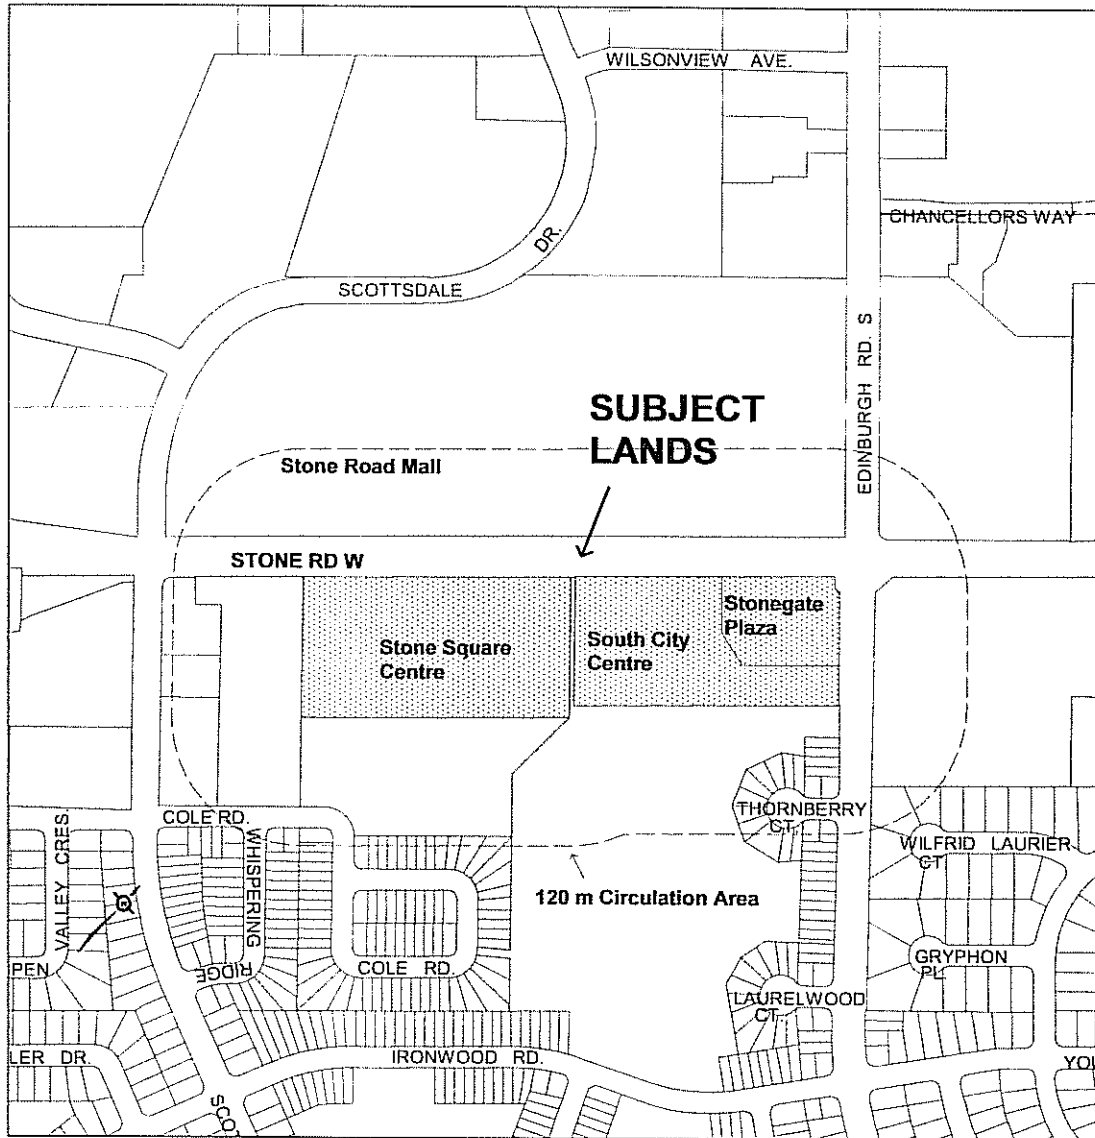 WILSONVIEW AVE.
CHANCELLORS WAY
DR.
SCOTTSDALE
EDINBURGH RD. S
SUBJECT
LANDS
Stone Road Mall
STONE RD W
Stonegate
Plaza
Stone Square
Centre
South City
Centre
COLE RD.
THORNBERRY
CT.
WILFRID LAURIER
CT
VALLEY CRES.
WHISPERING
RIDGE
120 m Circulation Area
PEN
COLE RD.
GRYPHON
PL
LAURELWOOD
CT.
LER DR.
IRONWOOD RD.
YOU
SCOT